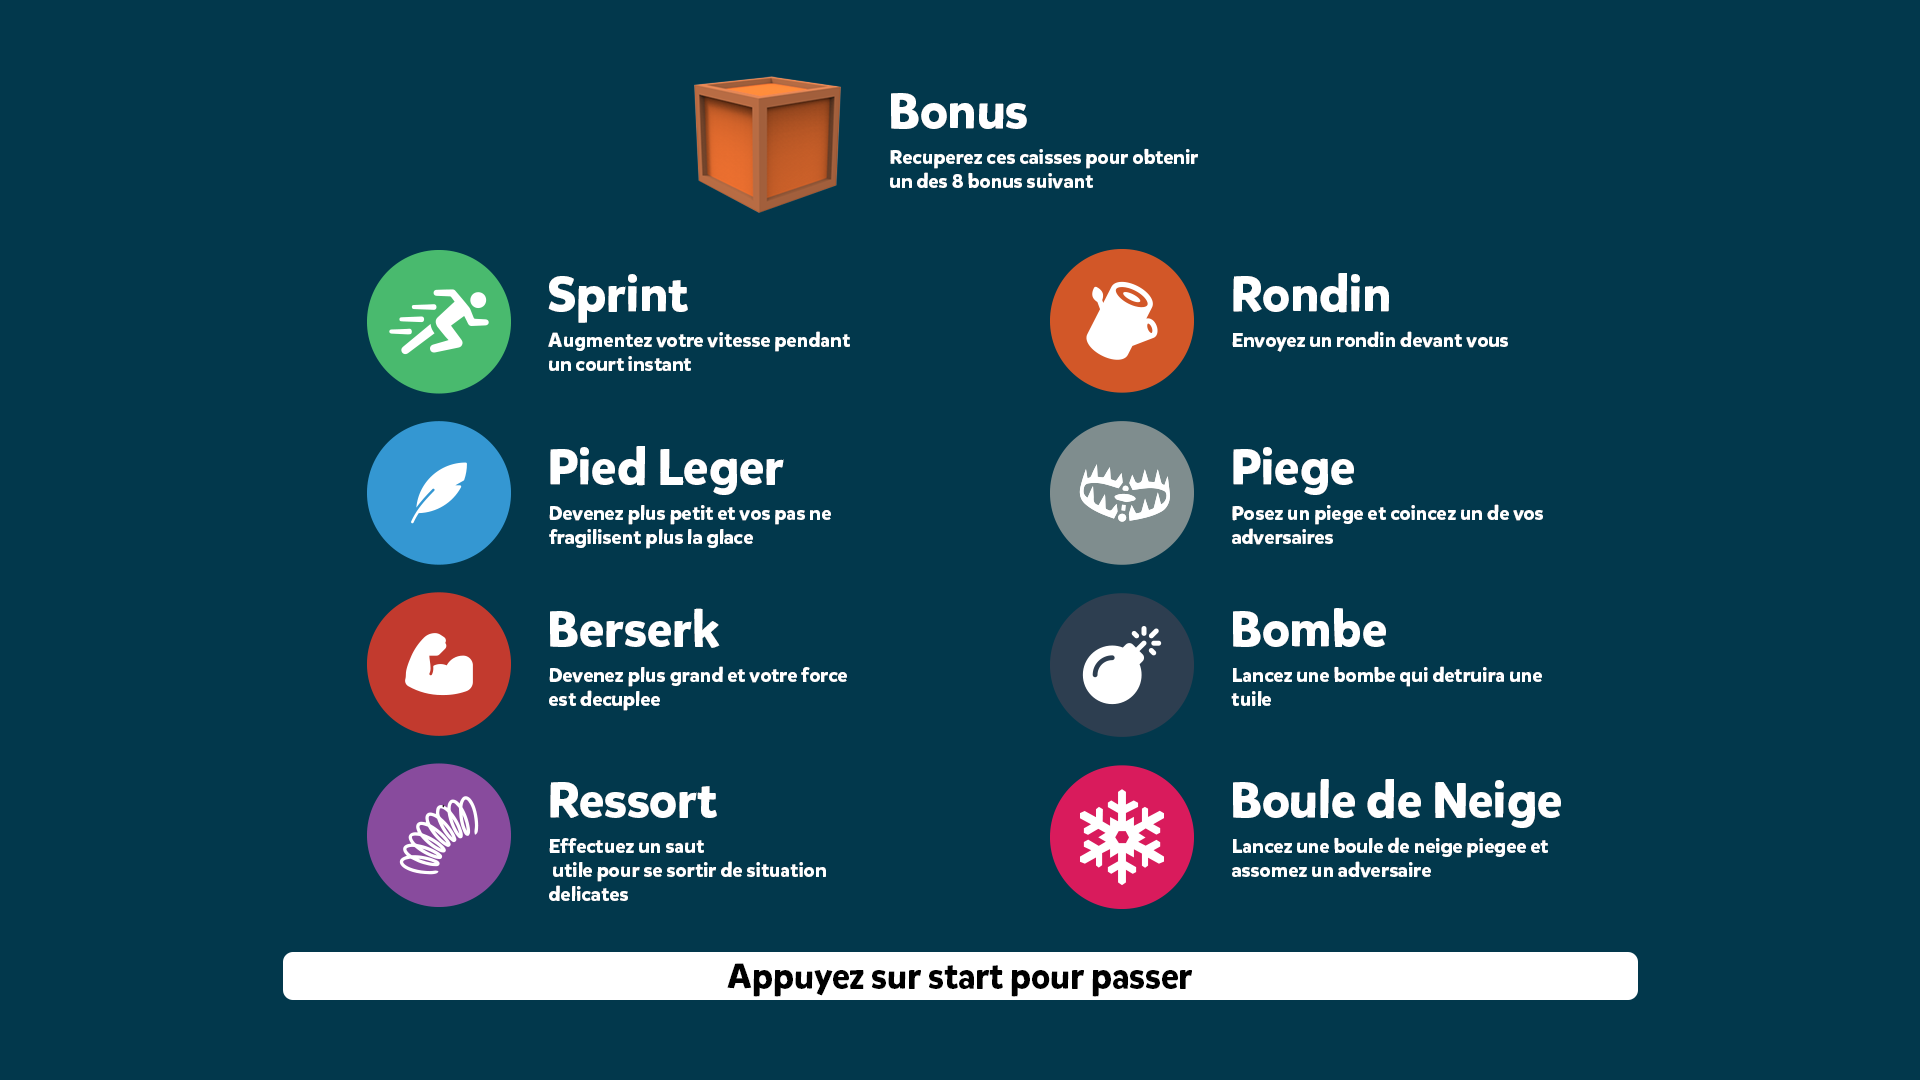 Bonus
Recuperez ces caisses pour obtenir
un des 8 bonus suivant
Sprint
Augmentez votre vitesse pendant
un court instant
Rondin
Envoyez un rondin devant vous
Pied Leger
Devenez plus petit et vos pas ne
fragilisent plus la glace
Piege
Posez un piege et coincez un de vos
adversaires
Berserk
Devenez plus grand et votre force
est decuplee
Bombe
Lancez une bombe qui detruira une
tuile
Ressort
Effectuez un saut
utile pour se sortir de situation
delicates
Boule de Neige
Lancez une boule de neige piegee et
assomez un adversaire
Appuyez sur start pour passer